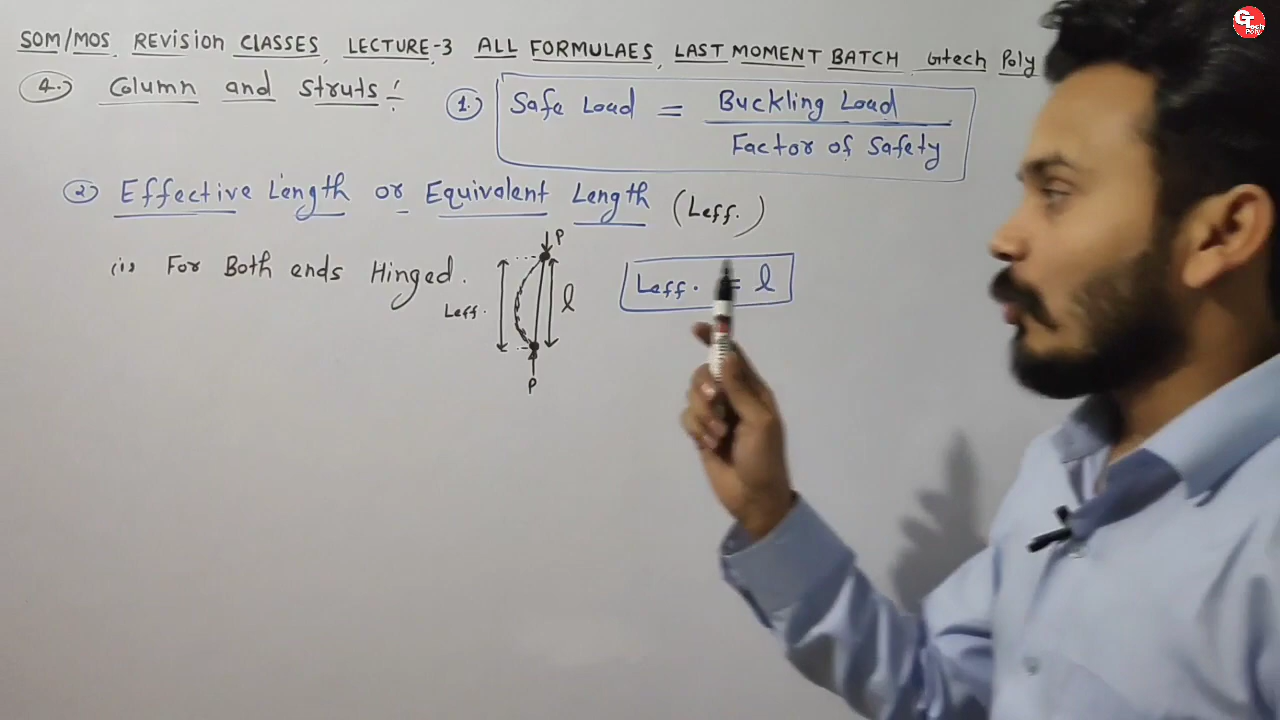 SOM/MOS REVISION CLASSES, LECTURE-3 ALL FORMULAES, LAST MOMENT BATCH Gtech Poly
4. Column and Struts :
1. Safe Load = Buckling Load / Factor of Safety
2 Effective Length or Equivalent Length (Leff.)
(i) For Both ends Hinged.
P
Leff.
l
P
Leff. = l
GT